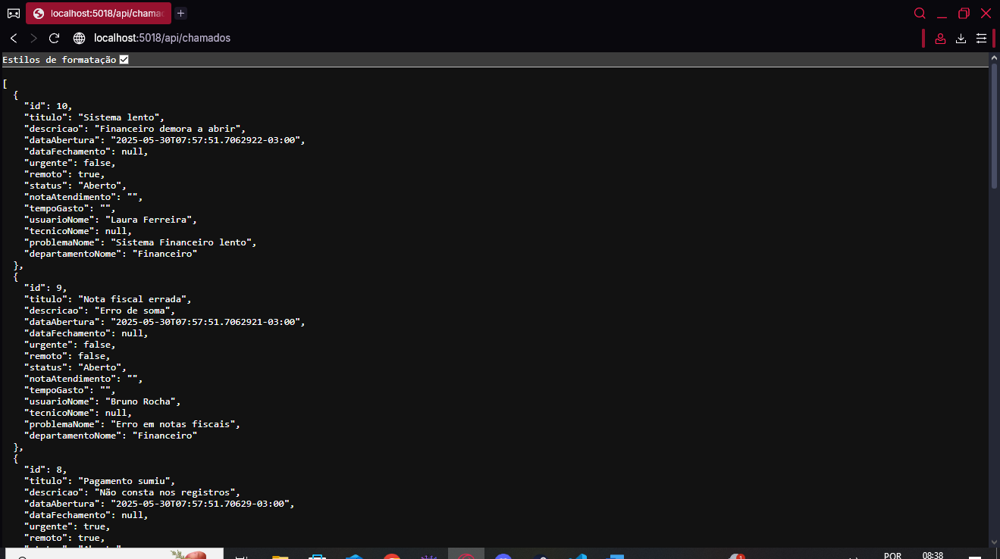 localhost:5018/api/chama
localhost:5018/api/chamados
Estilos de formatação
[
  {
    "id": 10,
    "titulo": "Sistema lento",
    "descricao": "Financeiro demora a abrir",
    "dataAbertura": "2025-05-30T07:57:51.7062922-03:00",
    "dataFechamento": null,
    "urgente": false,
    "remoto": true,
    "status": "Aberto",
    "notaAtendimento": "",
    "tempoGasto": "",
    "usuarioNome": "Laura Ferreira",
    "tecnicoNome": null,
    "problemaNome": "Sistema Financeiro lento",
    "departamentoNome": "Financeiro"
  },
  {
    "id": 9,
    "titulo": "Nota fiscal errada",
    "descricao": "Erro de soma",
    "dataAbertura": "2025-05-30T07:57:51.7062921-03:00",
    "dataFechamento": null,
    "urgente": false,
    "remoto": false,
    "status": "Aberto",
    "notaAtendimento": "",
    "tempoGasto": "",
    "usuarioNome": "Bruno Rocha",
    "tecnicoNome": null,
    "problemaNome": "Erro em notas fiscais",
    "departamentoNome": "Financeiro"
  },
  {
    "id": 8,
    "titulo": "Pagamento sumiu",
    "descricao": "Não consta nos registros",
    "dataAbertura": "2025-05-30T07:57:51.70629-03:00",
    "dataFechamento": null,
    "urgente": true,
    "remoto": true,
1
POR
08:38